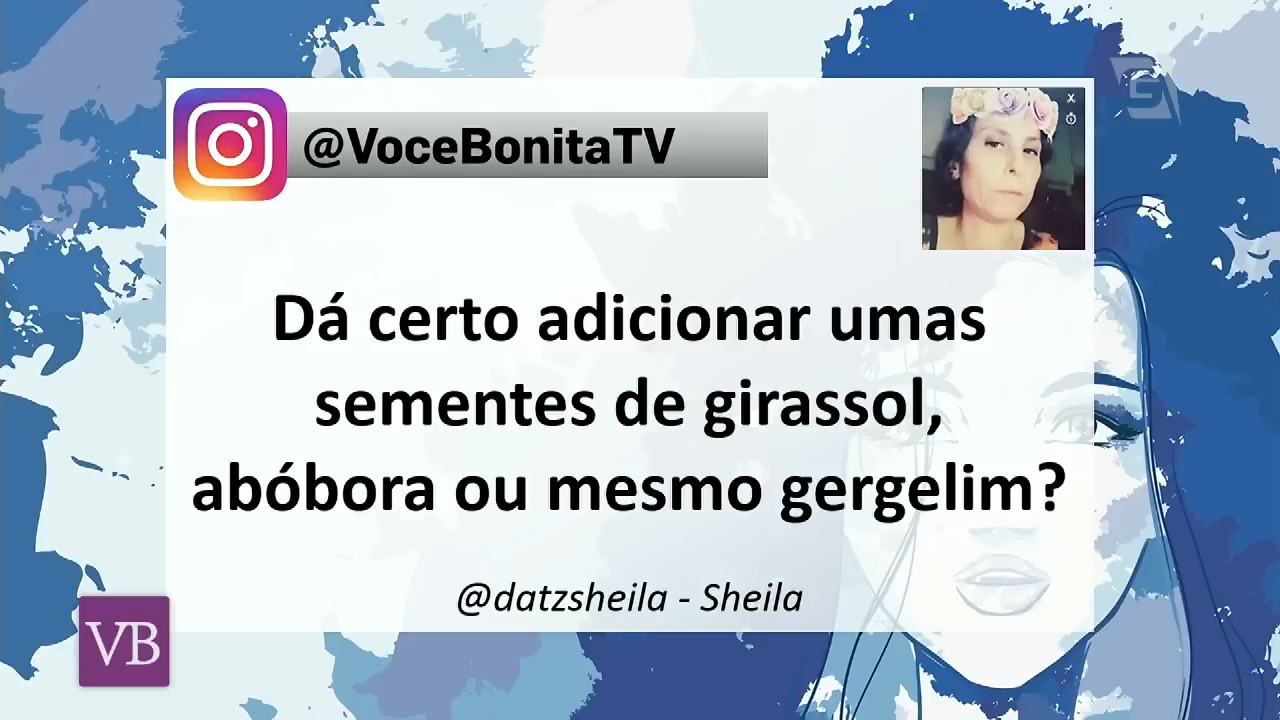 @VoceBonitaTV
Dá certo adicionar umas
sementes de girassol,
abóbora ou mesmo gergelim?
@datzsheila - Sheila
VB